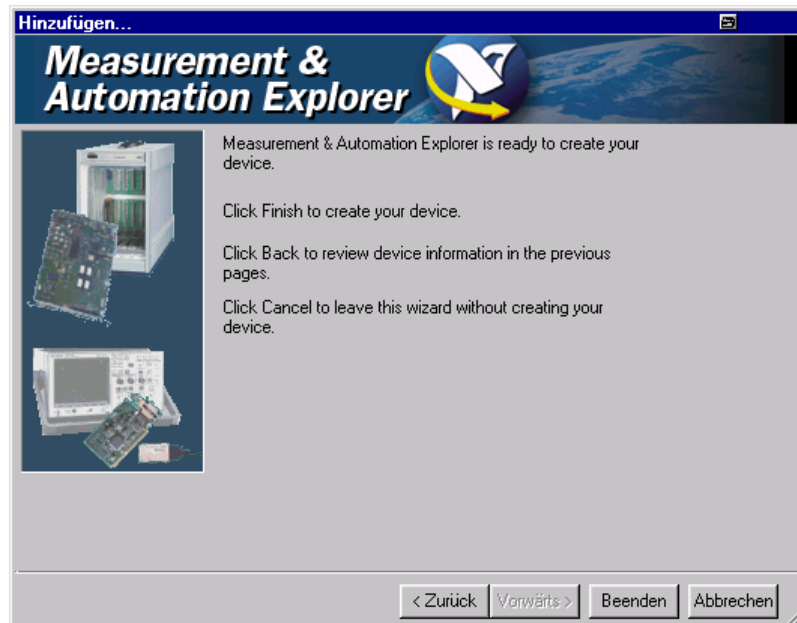 Hinzufügen...
Measurement &
Automation Explorer
Measurement & Automation Explorer is ready to create your
device.
Click Finish to create your device.
Click Back to review device information in the previous
pages.
Click Cancel to leave this wizard without creating your
device.
< Zurück
Vorwärts >
Beenden
Abbrechen